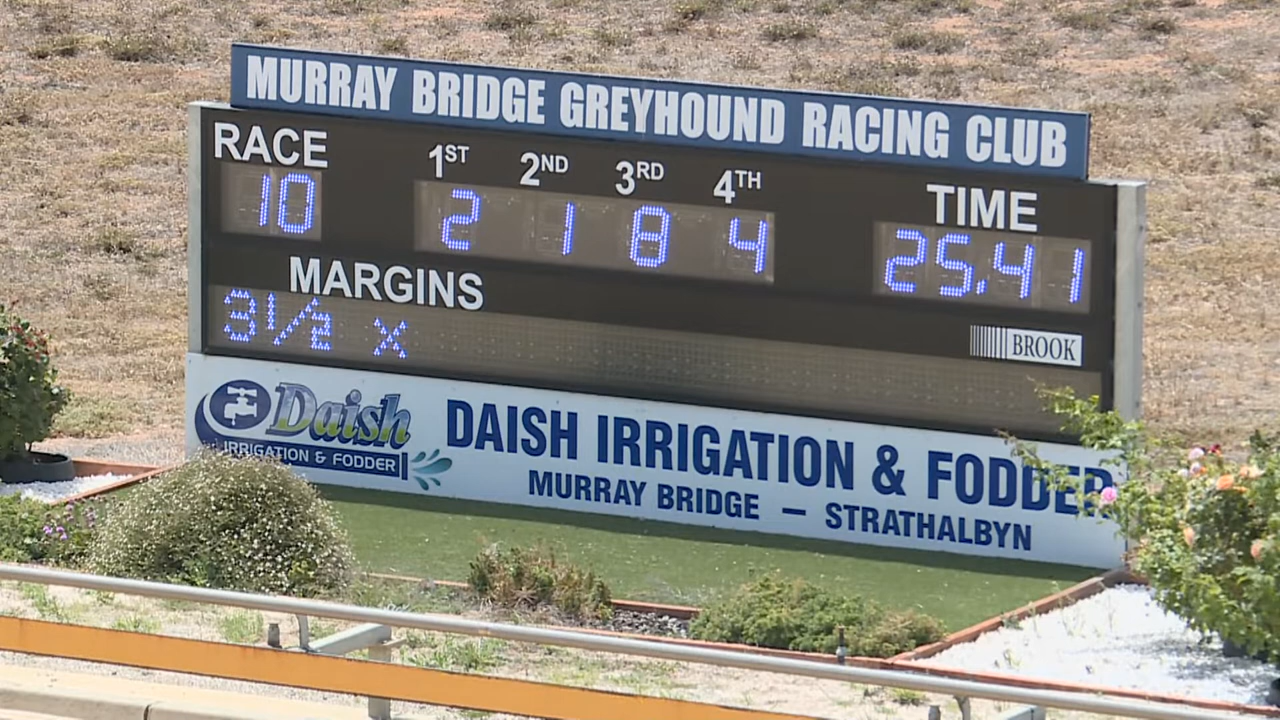 MURRAY BRIDGE GREYHOUND RACING CLUB
RACE 1ST 2ND 3RD 4TH TIME
10 2 1 8 4 25.41
MARGINS
3 1/2 X
BROOK
Daish
IRRIGATION & FODDER
DAISH IRRIGATION & FODDER
MURRAY BRIDGE – STRATHALBYN